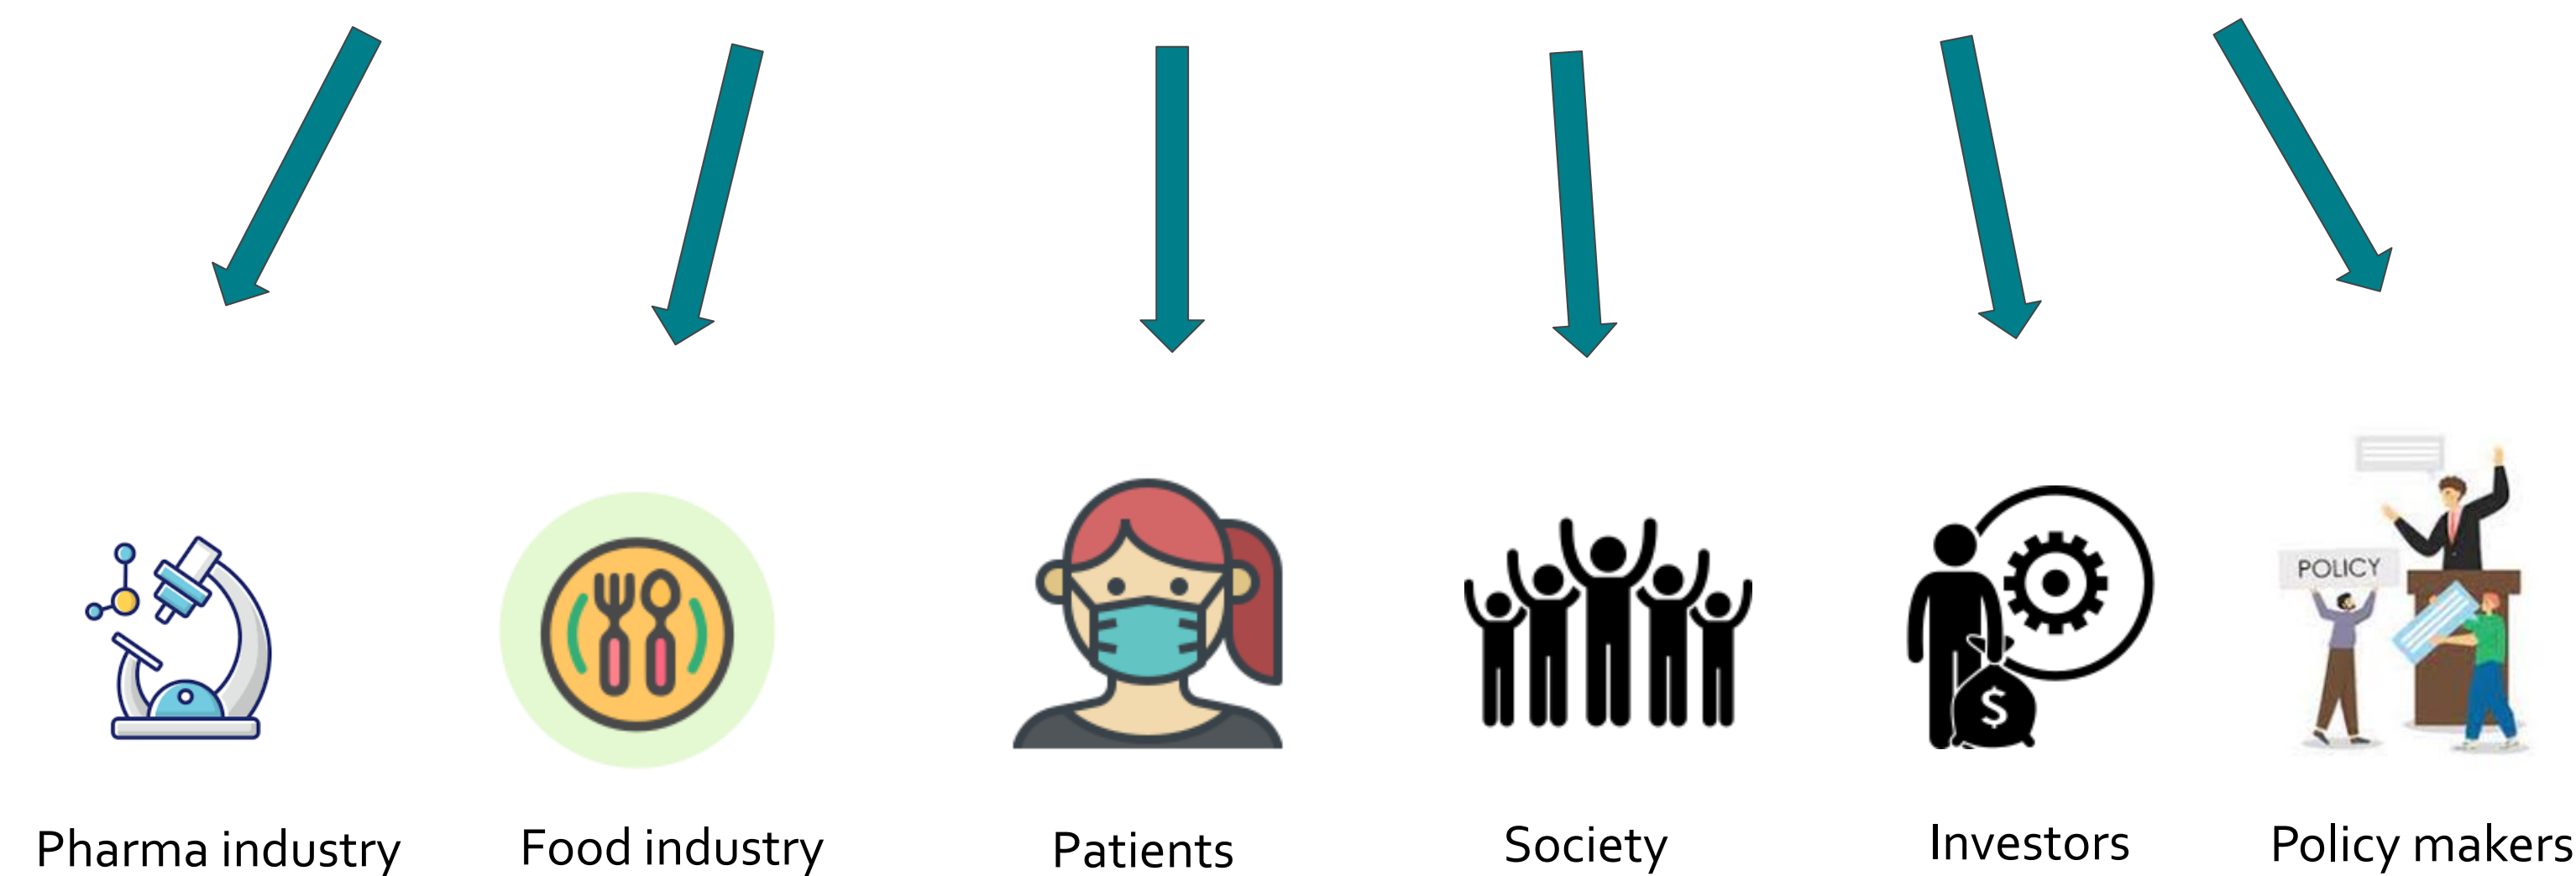 POLICY
$
Pharma industry
Food industry
Patients
Society
Investors
Policy makers